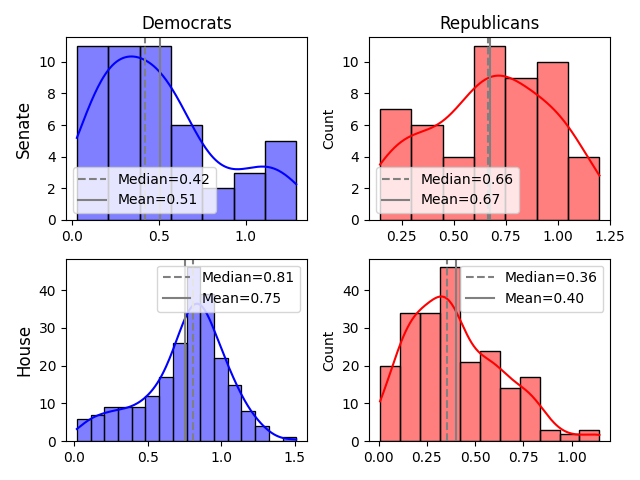 Democrats
Republicans
Senate
10
8
6
4
2
0
Median=0.42
Mean=0.51
0.0
0.5
1.0
Count
10
8
6
4
2
0
Median=0.66
Mean=0.67
0.25
0.50
0.75
1.00
1.25
House
40
30
20
10
0
Median=0.81
Mean=0.75
0.0
0.5
1.0
1.5
Count
40
30
20
10
0
Median=0.36
Mean=0.40
0.00
0.25
0.50
0.75
1.00